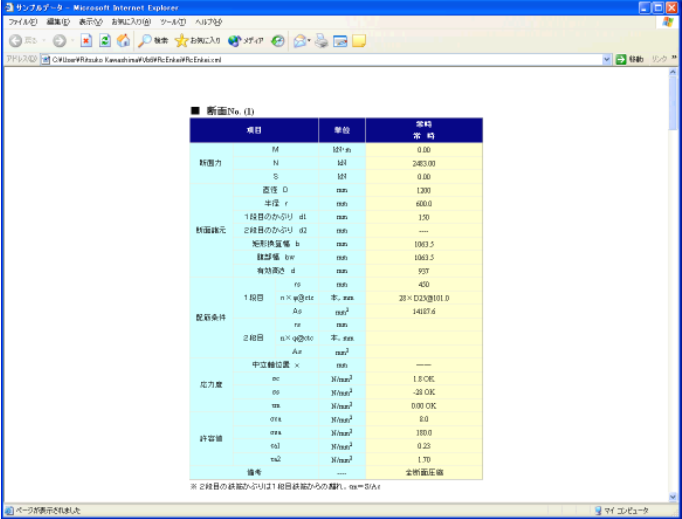 サンプルデータ - Microsoft Internet Explorer
ファイル(F) 編集(E) 表示(V) お気に入り(A) ツール(T) ヘルプ(H)
戻る 検索 お気に入り メディア
アドレス(D) C:¥User¥Ritsuko Kawashima¥Vb6¥RcEnkei¥RcEnkei.xml 移動 リンク »
■ 断面No. (1)
項目 単位 常時
常 時
断面力 M kN·m 0.00
N kN 2483.00
S kN 0.00
断面諸元 直径 D mm 1200
半径 r mm 600.0
1段目のかぶり d1 mm 150
2段目のかぶり d2 mm ----
矩形換算幅 b mm 1063.5
腹部幅 bw mm 1063.5
有効高さ d mm 937
配筋条件 1段目 rs mm 450
n×φ@ctc 本、mm 28×D25@101.0
As mm² 14187.6
2段目 rs mm
n×φ@ctc 本、mm
As mm²
中立軸位置 x mm ----
応力度 σc N/mm² 1.8 OK
σs N/mm² -28 OK
τm N/mm² 0.00 OK
許容値 σca N/mm² 8.0
σsa N/mm² 180.0
τa1 N/mm² 0.23
τa2 N/mm² 1.70
備考 ---- 全断面圧縮
※ 2段目の鉄筋かぶりは1段目鉄筋からの離れ、
ページが表示されました マイ コンピュータ